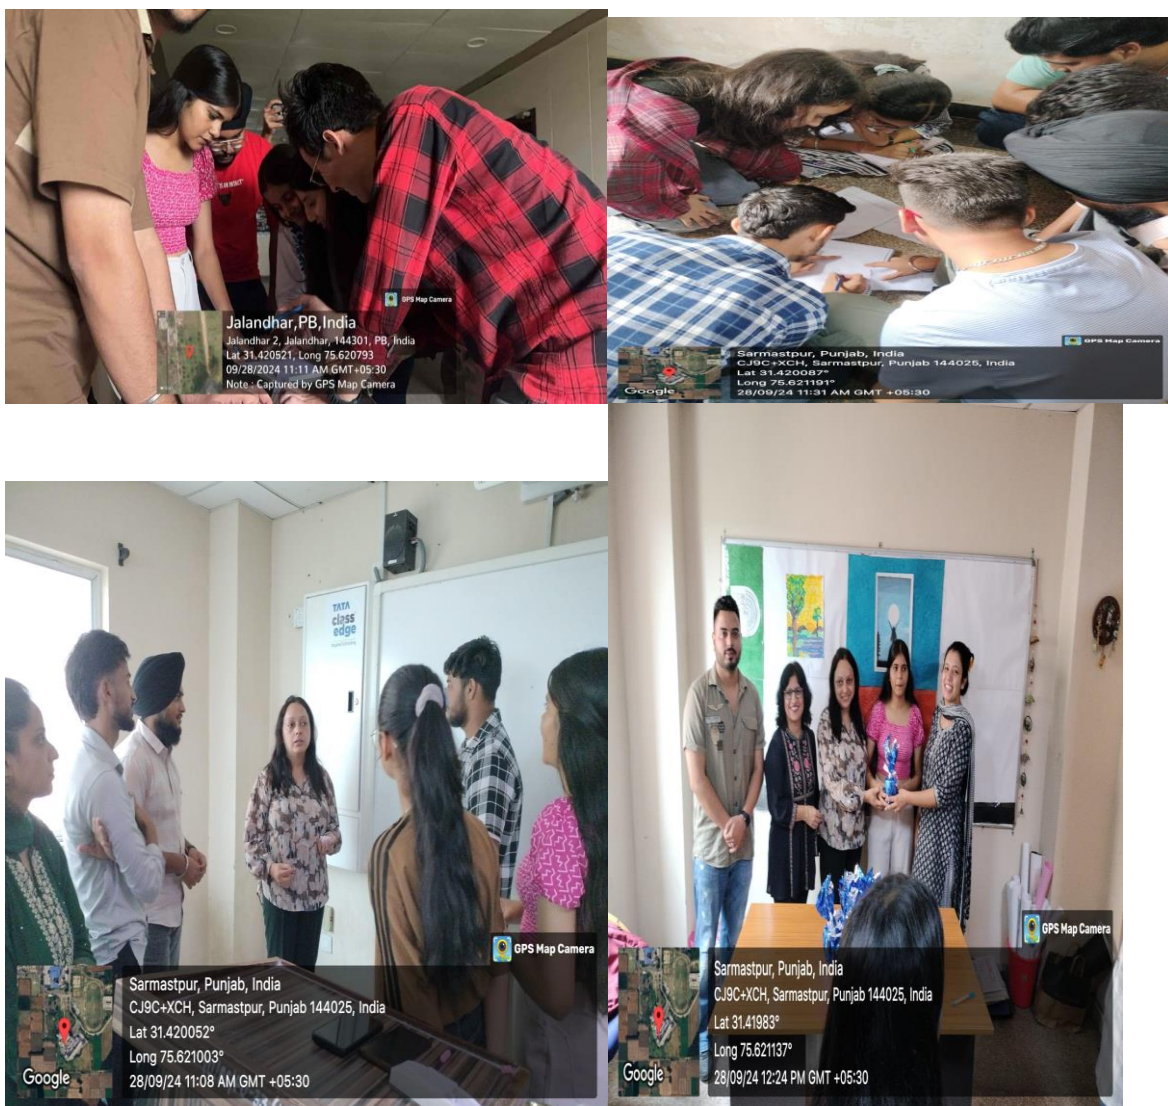 GPS Map Camera
Jalandhar,PB,India
Jalandhar 2, Jalandhar, 144301, PB, India
Lat 31.420521, Long 75.620793
09/28/2024 11:11 AM GMT+05:30
Note : Captured by GPS Map Camera
GPS Map Camera
Sarmastpur, Punjab, India
CJ9C+XCH, Sarmastpur, Punjab 144025, India
Lat 31.420087°
Long 75.621191°
28/09/24 11:31 AM GMT +05:30
Google
TATA
class
edge
GPS Map Camera
Sarmastpur, Punjab, India
CJ9C+XCH, Sarmastpur, Punjab 144025, India
Lat 31.420052°
Long 75.621003°
28/09/24 11:08 AM GMT +05:30
Google
GPS Map Camera
Sarmastpur, Punjab, India
CJ9C+XCH, Sarmastpur, Punjab 144025, India
Lat 31.41983°
Long 75.621137°
28/09/24 12:24 PM GMT +05:30
Google